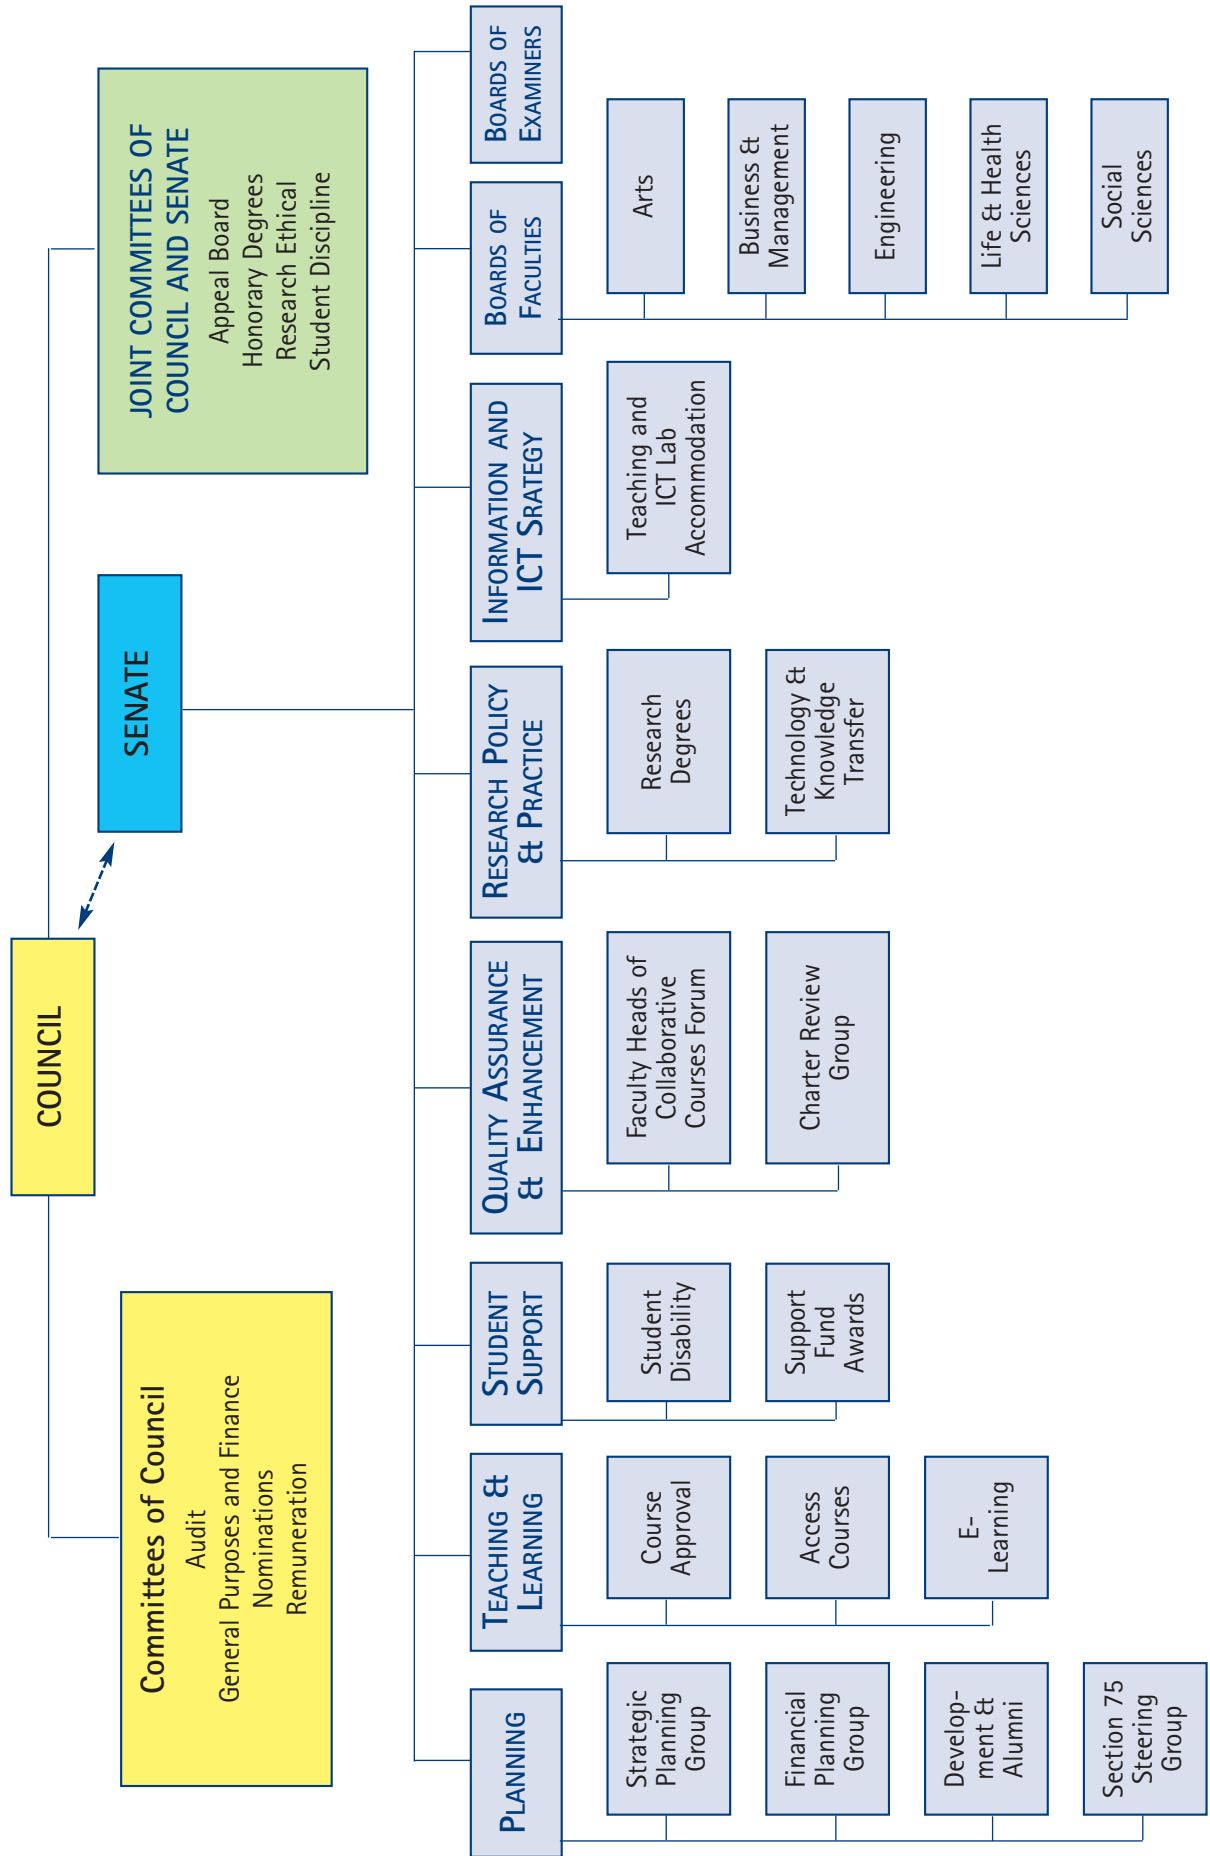 COUNCIL
Committees of Council
Audit
General Purposes and Finance
Nominations
Remuneration
SENATE
JOINT COMMITTEES OF
COUNCIL AND SENATE
Appeal Board
Honorary Degrees
Research Ethical
Student Discipline
PLANNING
Strategic
Planning
Group
Financial
Planning
Group
Develop-
ment &
Alumni
Section 75
Steering
Group
TEACHING &
LEARNING
Course
Approval
Access
Courses
E-
Learning
STUDENT
SUPPORT
Student
Disability
Support
Fund
Awards
QUALITY ASSURANCE
& ENHANCEMENT
Faculty Heads of
Collaborative
Courses Forum
Charter Review
Group
RESEARCH POLICY
& PRACTICE
Research
Degrees
Technology &
Knowledge
Transfer
INFORMATION AND
ICT SRATEGY
Teaching and
ICT Lab
Accommodation
BOARDS OF
FACULTIES
Arts
Business &
Management
Engineering
Life & Health
Sciences
Social
Sciences
BOARDS OF
EXAMINERS